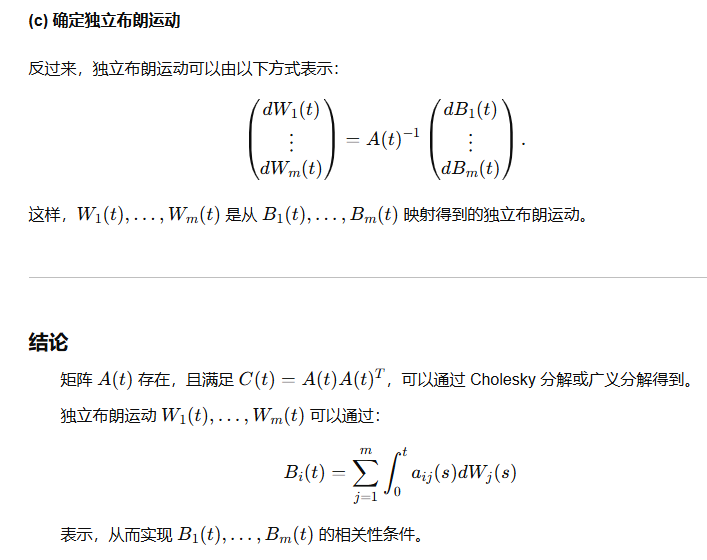 (c) 确定独立布朗运动
反过来，独立布朗运动可以由以下方式表示：
$$\begin{pmatrix} dW_1(t) \\ \vdots \\ dW_m(t) \end{pmatrix} = A(t)^{-1} \begin{pmatrix} dB_1(t) \\ \vdots \\ dB_m(t) \end{pmatrix}.$$
这样，$W_1(t), \ldots, W_m(t)$ 是从 $B_1(t), \ldots, B_m(t)$ 映射得到的独立布朗运动。
结论
矩阵 $A(t)$ 存在，且满足 $C(t) = A(t)A(t)^T$，可以通过 Cholesky 分解或广义分解得到。
独立布朗运动 $W_1(t), \ldots, W_m(t)$ 可以通过：
$$B_i(t) = \sum_{j=1}^{m} \int_0^t a_{ij}(s)dW_j(s)$$
表示，从而实现 $B_1(t), \ldots, B_m(t)$ 的相关性条件。